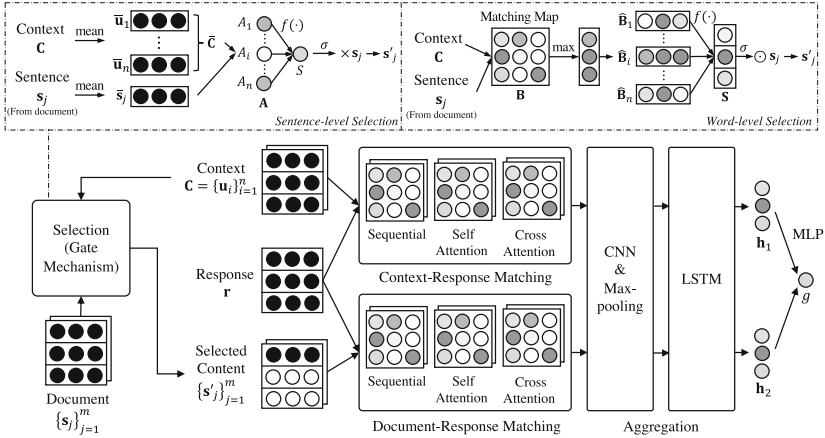 Context
C
mean
ū₁
⋮
ūₙ
C̄
Sentence
sⱼ
(From document)
mean
s̄ⱼ
A₁
⋮
Aᵢ
⋮
Aₙ
A
f(·)
S
σ
× sⱼ → s'ⱼ
Sentence-level Selection
Matching Map
Context
C
Sentence
sⱼ
(From document)
B
max
B̂₁
⋮
B̂ᵢ
⋮
B̂ₙ
f(·)
S
σ
⊙ sⱼ → s'ⱼ
Word-level Selection
Selection
(Gate
Mechanism)
Document
{sⱼ}ᵐⱼ₌₁
Context
C = {uᵢ}ⁿᵢ₌₁
Response
r
Selected
Content
{s'ⱼ}ᵐⱼ₌₁
Sequential
Self
Attention
Cross
Attention
Context-Response Matching
Sequential
Self
Attention
Cross
Attention
Document-Response Matching
CNN
&
Max-
pooling
LSTM
Aggregation
h₁
MLP
g
h₂